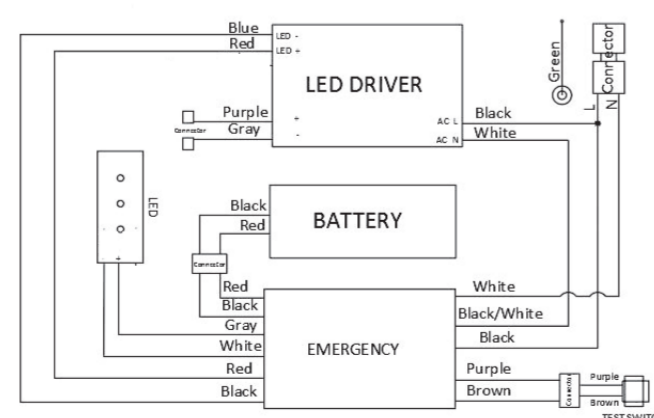 Blue
LED -
Red
LED +
LED DRIVER
Green
Connector
L
N
Purple
+
Connector
Gray
-
AC L
Black
AC N
White
LED
- +
Black
Red
BATTERY
Connector
Red
Black
Gray
White
Red
Black
EMERGENCY
White
Black/White
Black
Purple
Brown
Connector
Purple
Brown